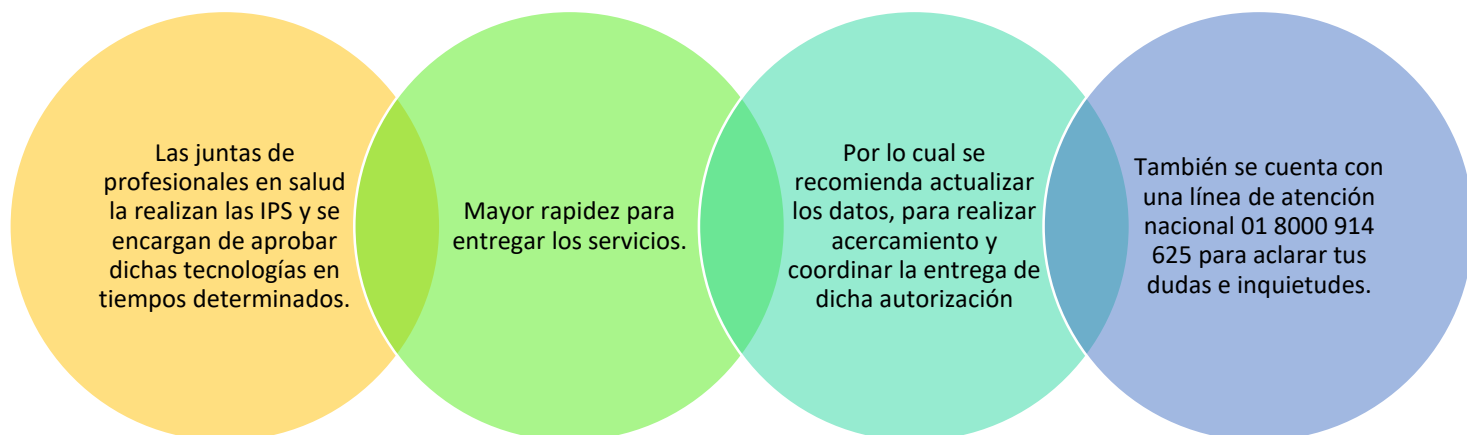 Las juntas de
profesionales en salud
la realizan las IPS y se
encargan de aprobar
dichas tecnologías en
tiempos determinados.
Mayor rapidez para
entregar los servicios.
Por lo cual se
recomienda actualizar
los datos, para realizar
acercamiento y
coordinar la entrega de
dicha autorización
También se cuenta con
una línea de atención
nacional 01 8000 914
625 para aclarar tus
dudas e inquietudes.